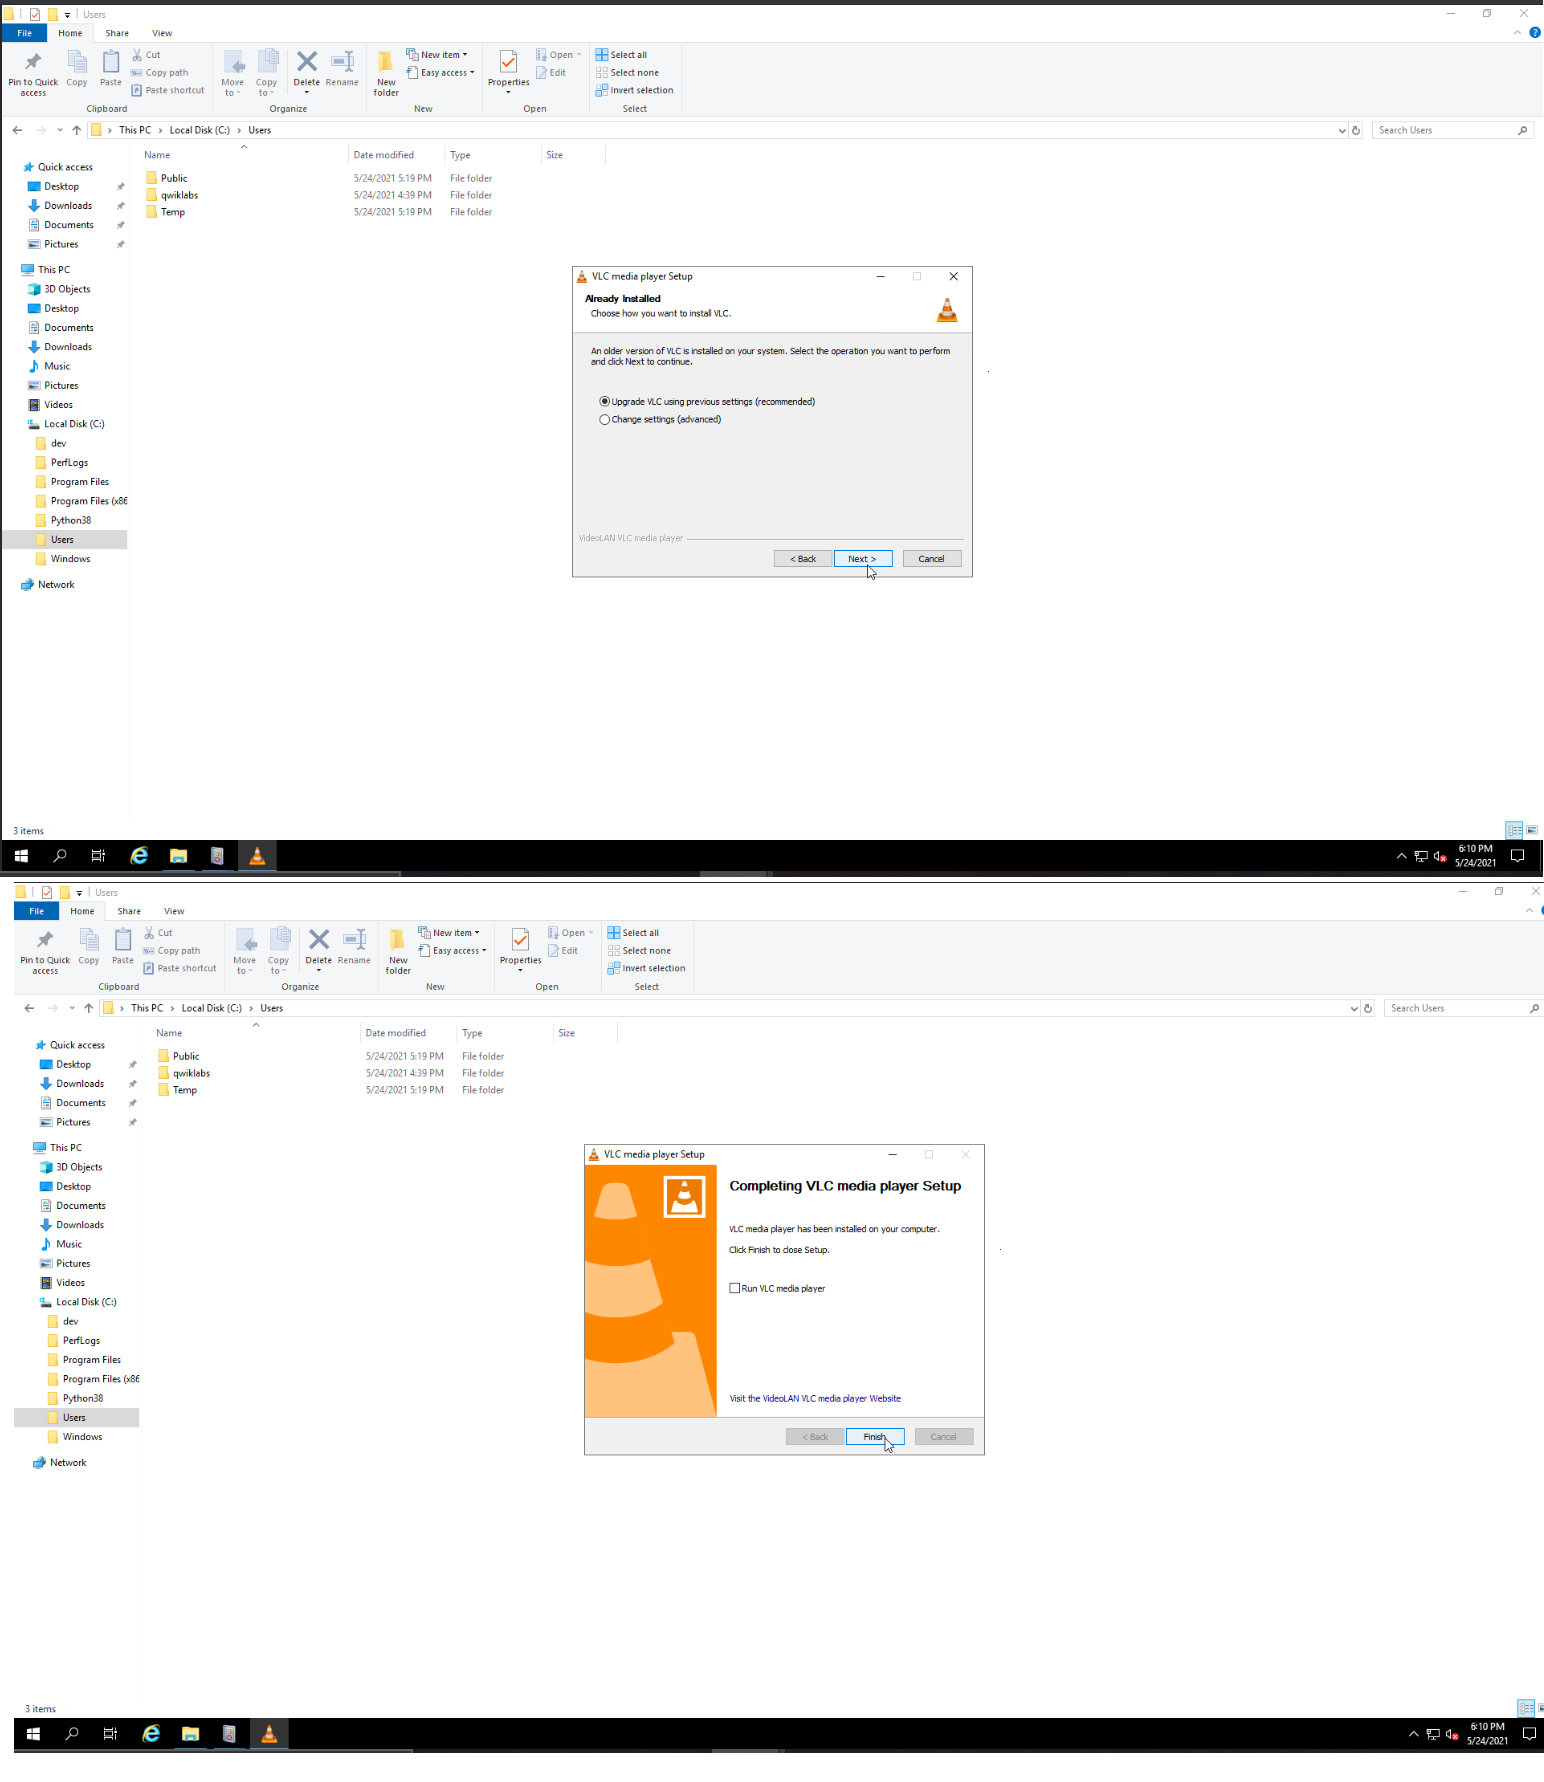 Users
File Home Share View
Pin to Quick access
Copy
Paste
Cut
Copy path
Paste shortcut
Clipboard
Move to
Copy to
Delete
Rename
Organize
New folder
New item
Easy access
New
Properties
Open
Edit
Open
Select all
Select none
Invert selection
Select
This PC > Local Disk (C:) > Users
Search Users
Name Date modified Type Size
Public 5/24/2021 5:19 PM File folder
qwiklabs 5/24/2021 4:39 PM File folder
Temp 5/24/2021 5:19 PM File folder
Quick access
Desktop
Downloads
Documents
Pictures
This PC
3D Objects
Desktop
Documents
Downloads
Music
Pictures
Videos
Local Disk (C:)
dev
PerfLogs
Program Files
Program Files (x86
Python38
Users
Windows
Network
VLC media player Setup
Already Installed
Choose how you want to install VLC.
An older version of VLC is installed on your system. Select the operation you want to perform
and click Next to continue.
Upgrade VLC using previous settings (recommended)
Change settings (advanced)
VideoLAN VLC media player
< Back Next > Cancel
3 items
6:10 PM
5/24/2021
Users
File Home Share View
Pin to Quick access
Copy
Paste
Cut
Copy path
Paste shortcut
Clipboard
Move to
Copy to
Delete
Rename
Organize
New folder
New item
Easy access
New
Properties
Open
Edit
Open
Select all
Select none
Invert selection
Select
This PC > Local Disk (C:) > Users
Search Users
Name Date modified Type Size
Public 5/24/2021 5:19 PM File folder
qwiklabs 5/24/2021 4:39 PM File folder
Temp 5/24/2021 5:19 PM File folder
Quick access
Desktop
Downloads
Documents
Pictures
This PC
3D Objects
Desktop
Documents
Downloads
Music
Pictures
Videos
Local Disk (C:)
dev
PerfLogs
Program Files
Program Files (x86
Python38
Users
Windows
Network
VLC media player Setup
Completing VLC media player Setup
VLC media player has been installed on your computer.
Click Finish to close Setup.
Run VLC media player
Visit the VideoLAN VLC media player Website
< Back Finish Cancel
3 items
6:10 PM
5/24/2021